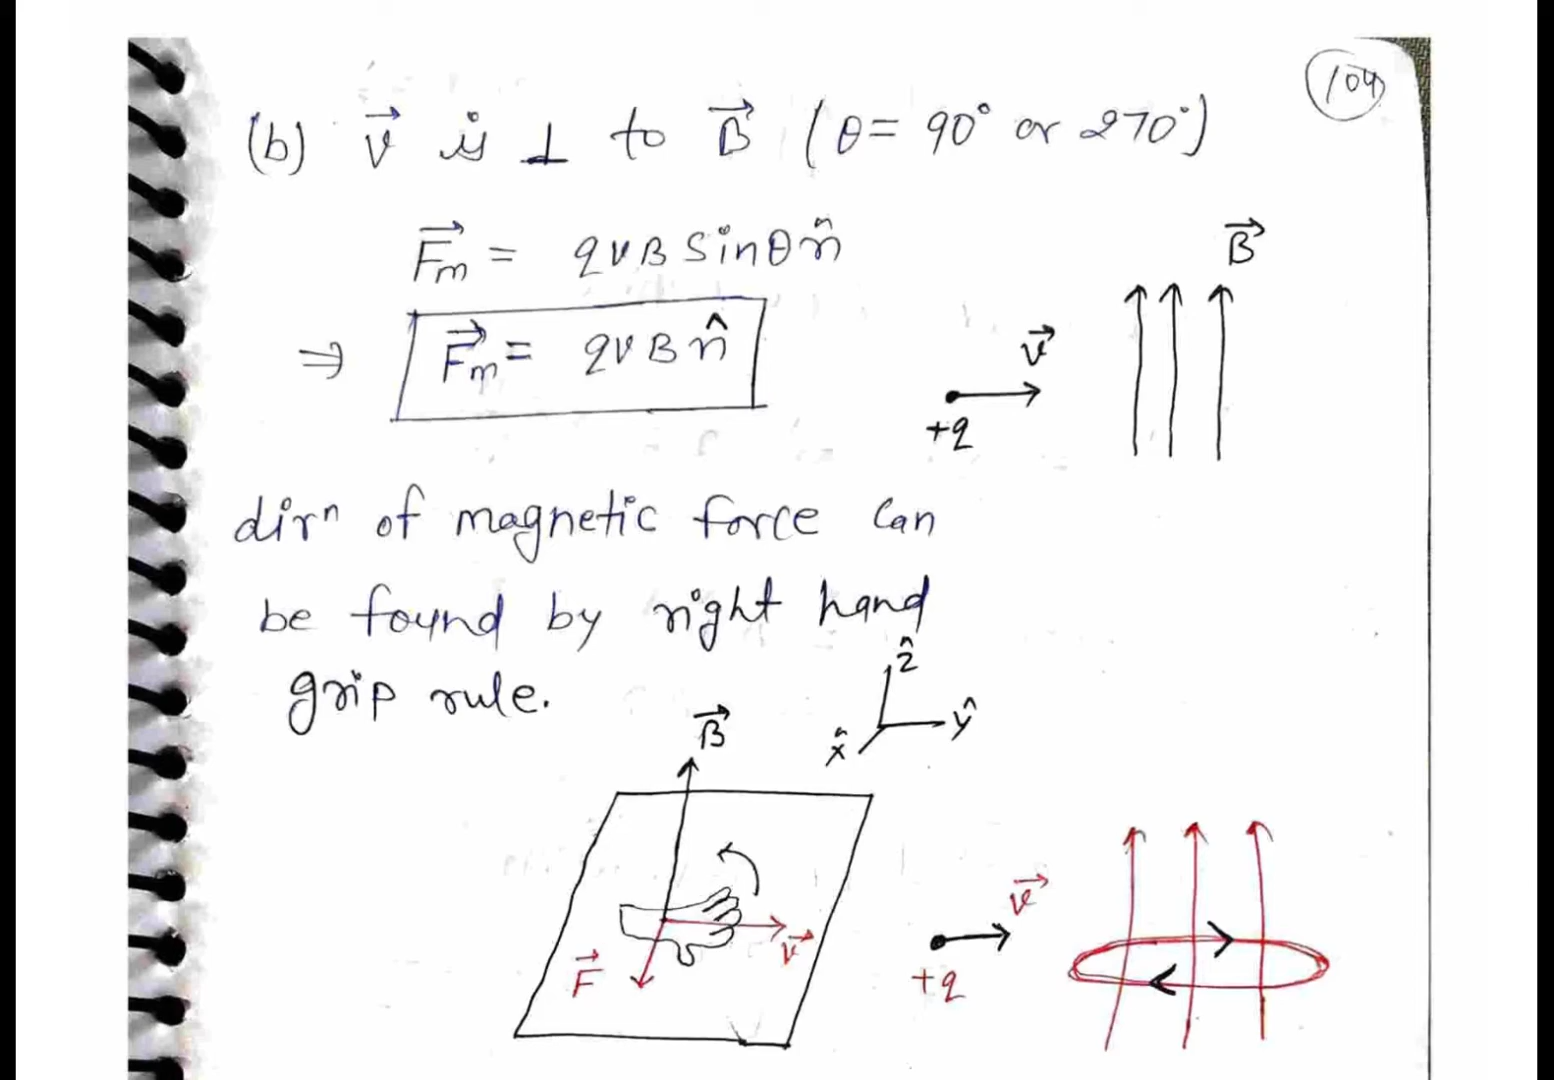 104
(b) v⃗ is ⊥ to B⃗ (θ = 90° or 270°)
F⃗m = qvB Sinθ n̂
B⃗
⇒ F⃗m = qvB n̂
v⃗
+q
dirⁿ of magnetic force can
be found by right hand
grip rule.
ẑ
ŷ
x̂
B⃗
F⃗
v⃗
v⃗
+q